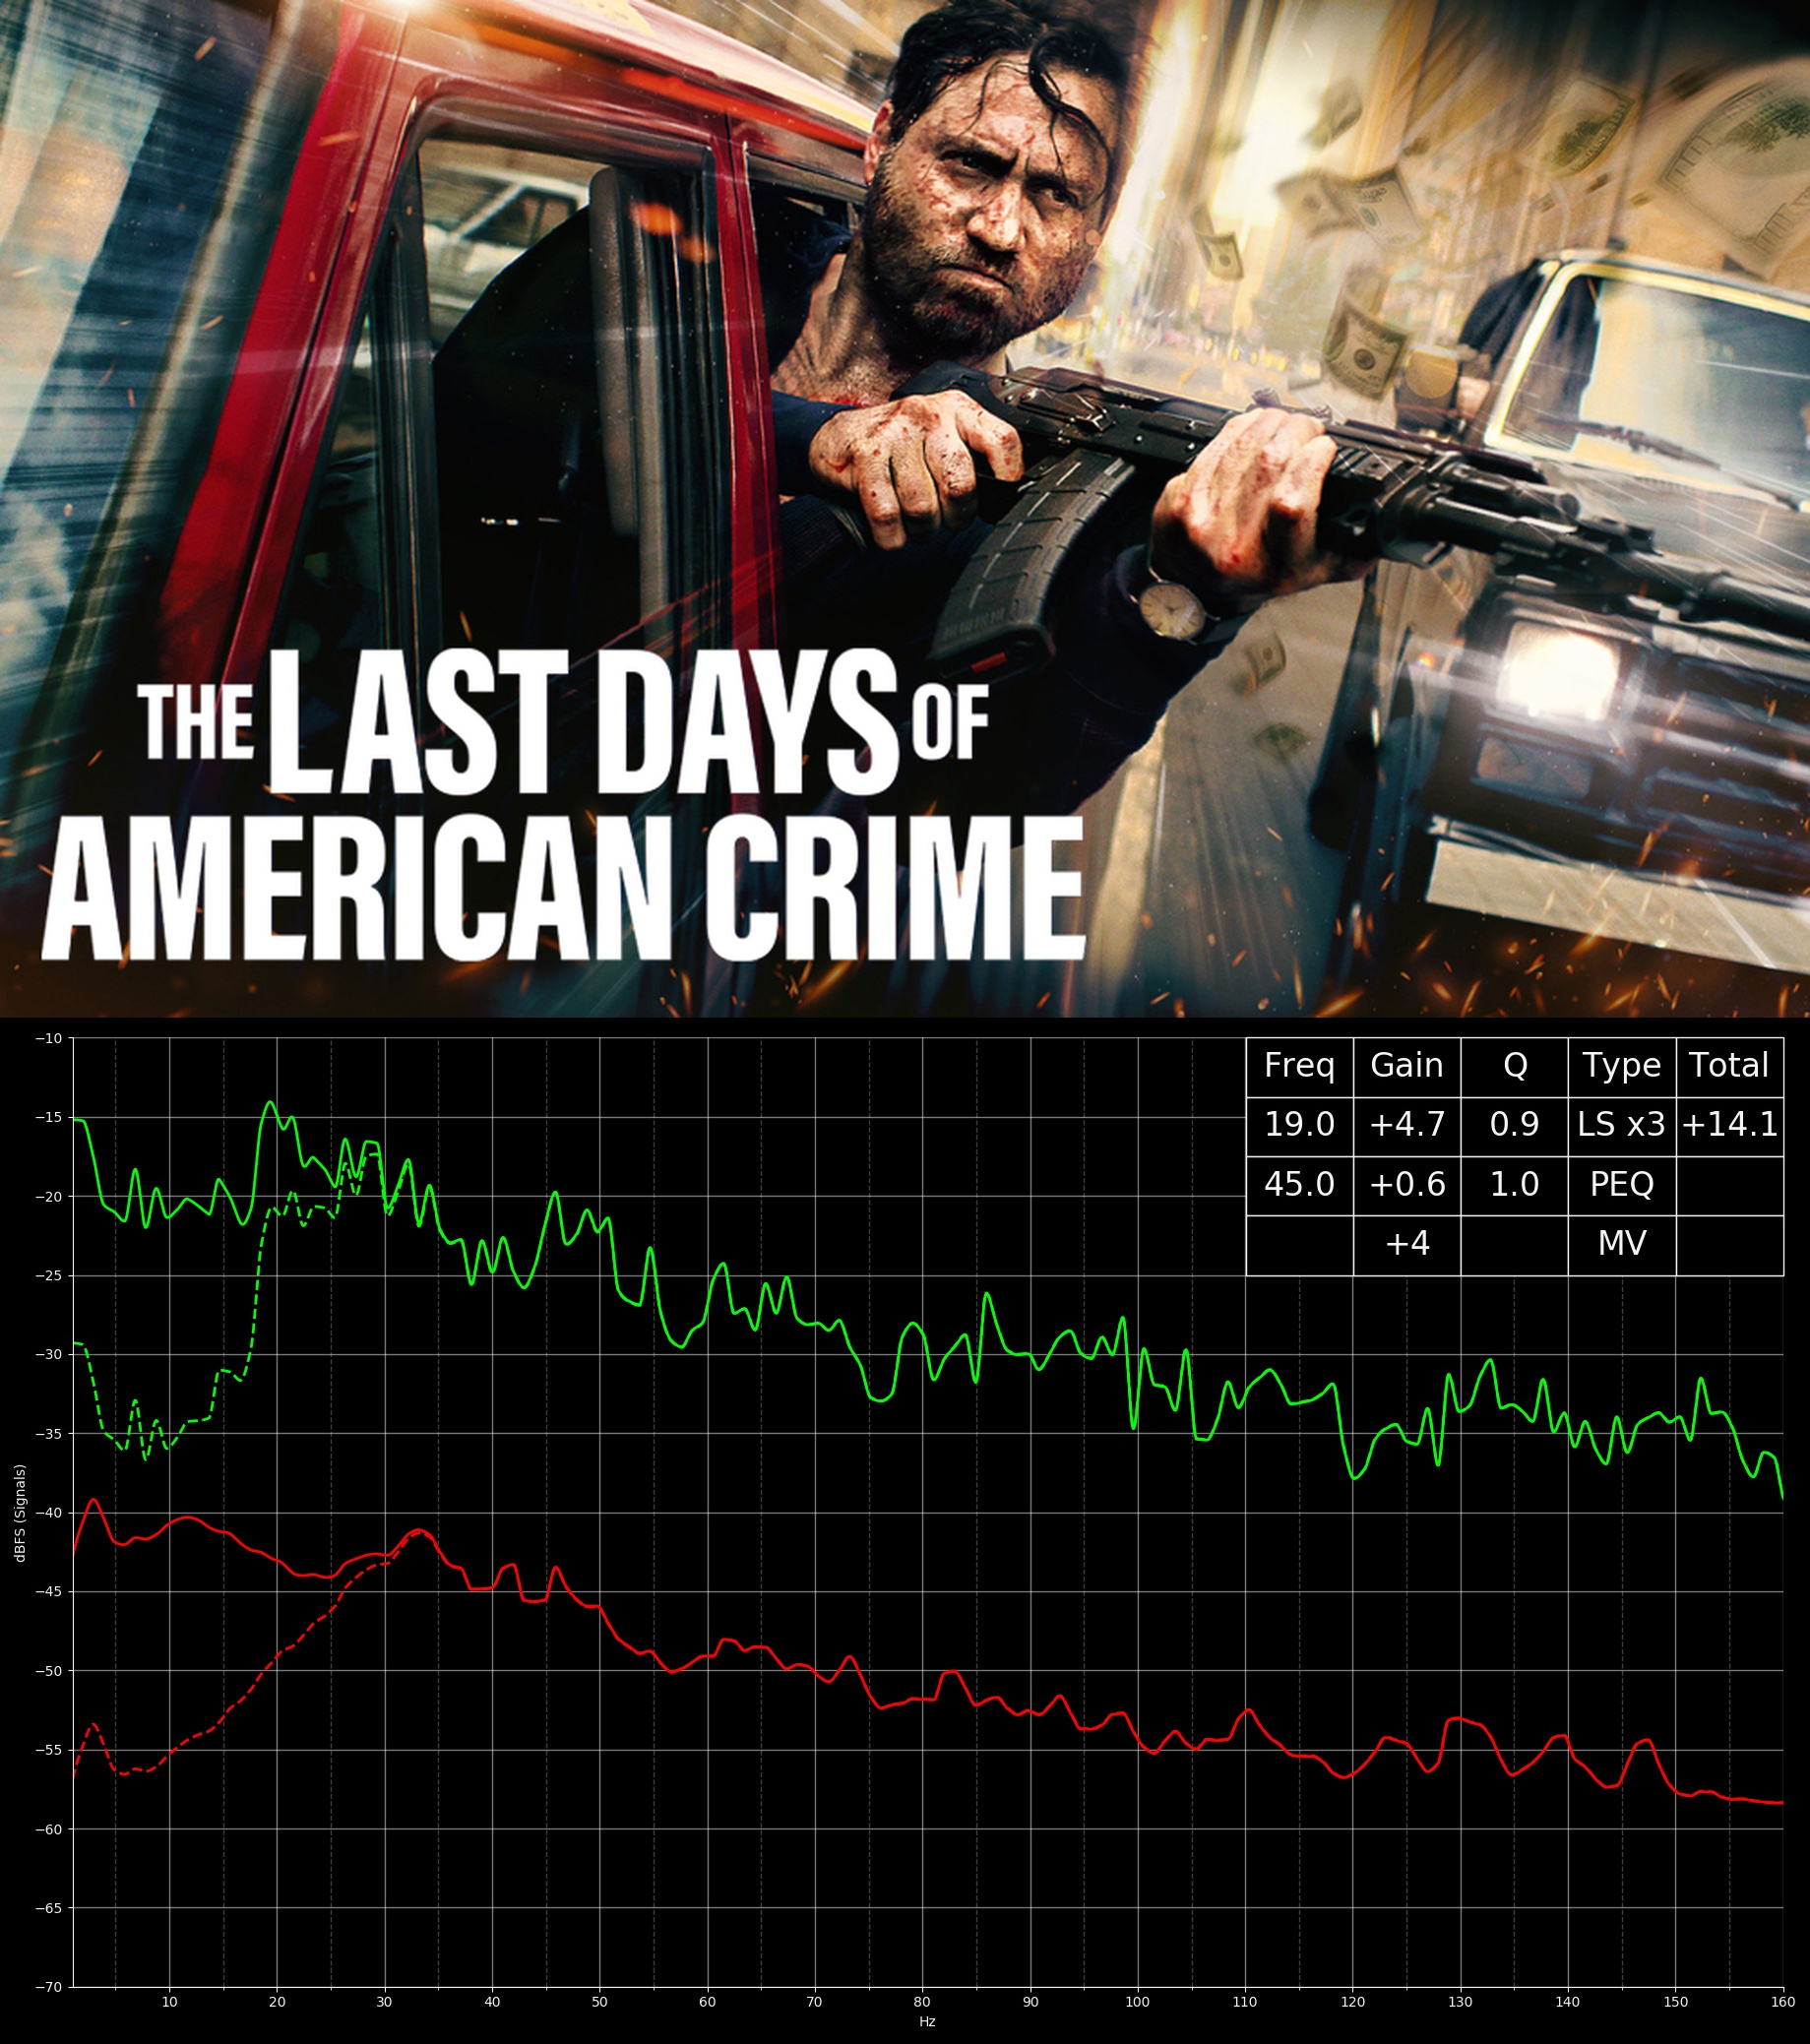 THE LAST DAYS OF
AMERICAN CRIME
Freq Gain Q Type Total
19.0 +4.7 0.9 LS x3 +14.1
45.0 +0.6 1.0 PEQ
+4 MV
−10
−15
−20
−25
−30
−35
−40
−45
−50
−55
−60
−65
−70
dBFS (Signals)
10 20 30 40 50 60 70 80 90 100 110 120 130 140 150 160
Hz